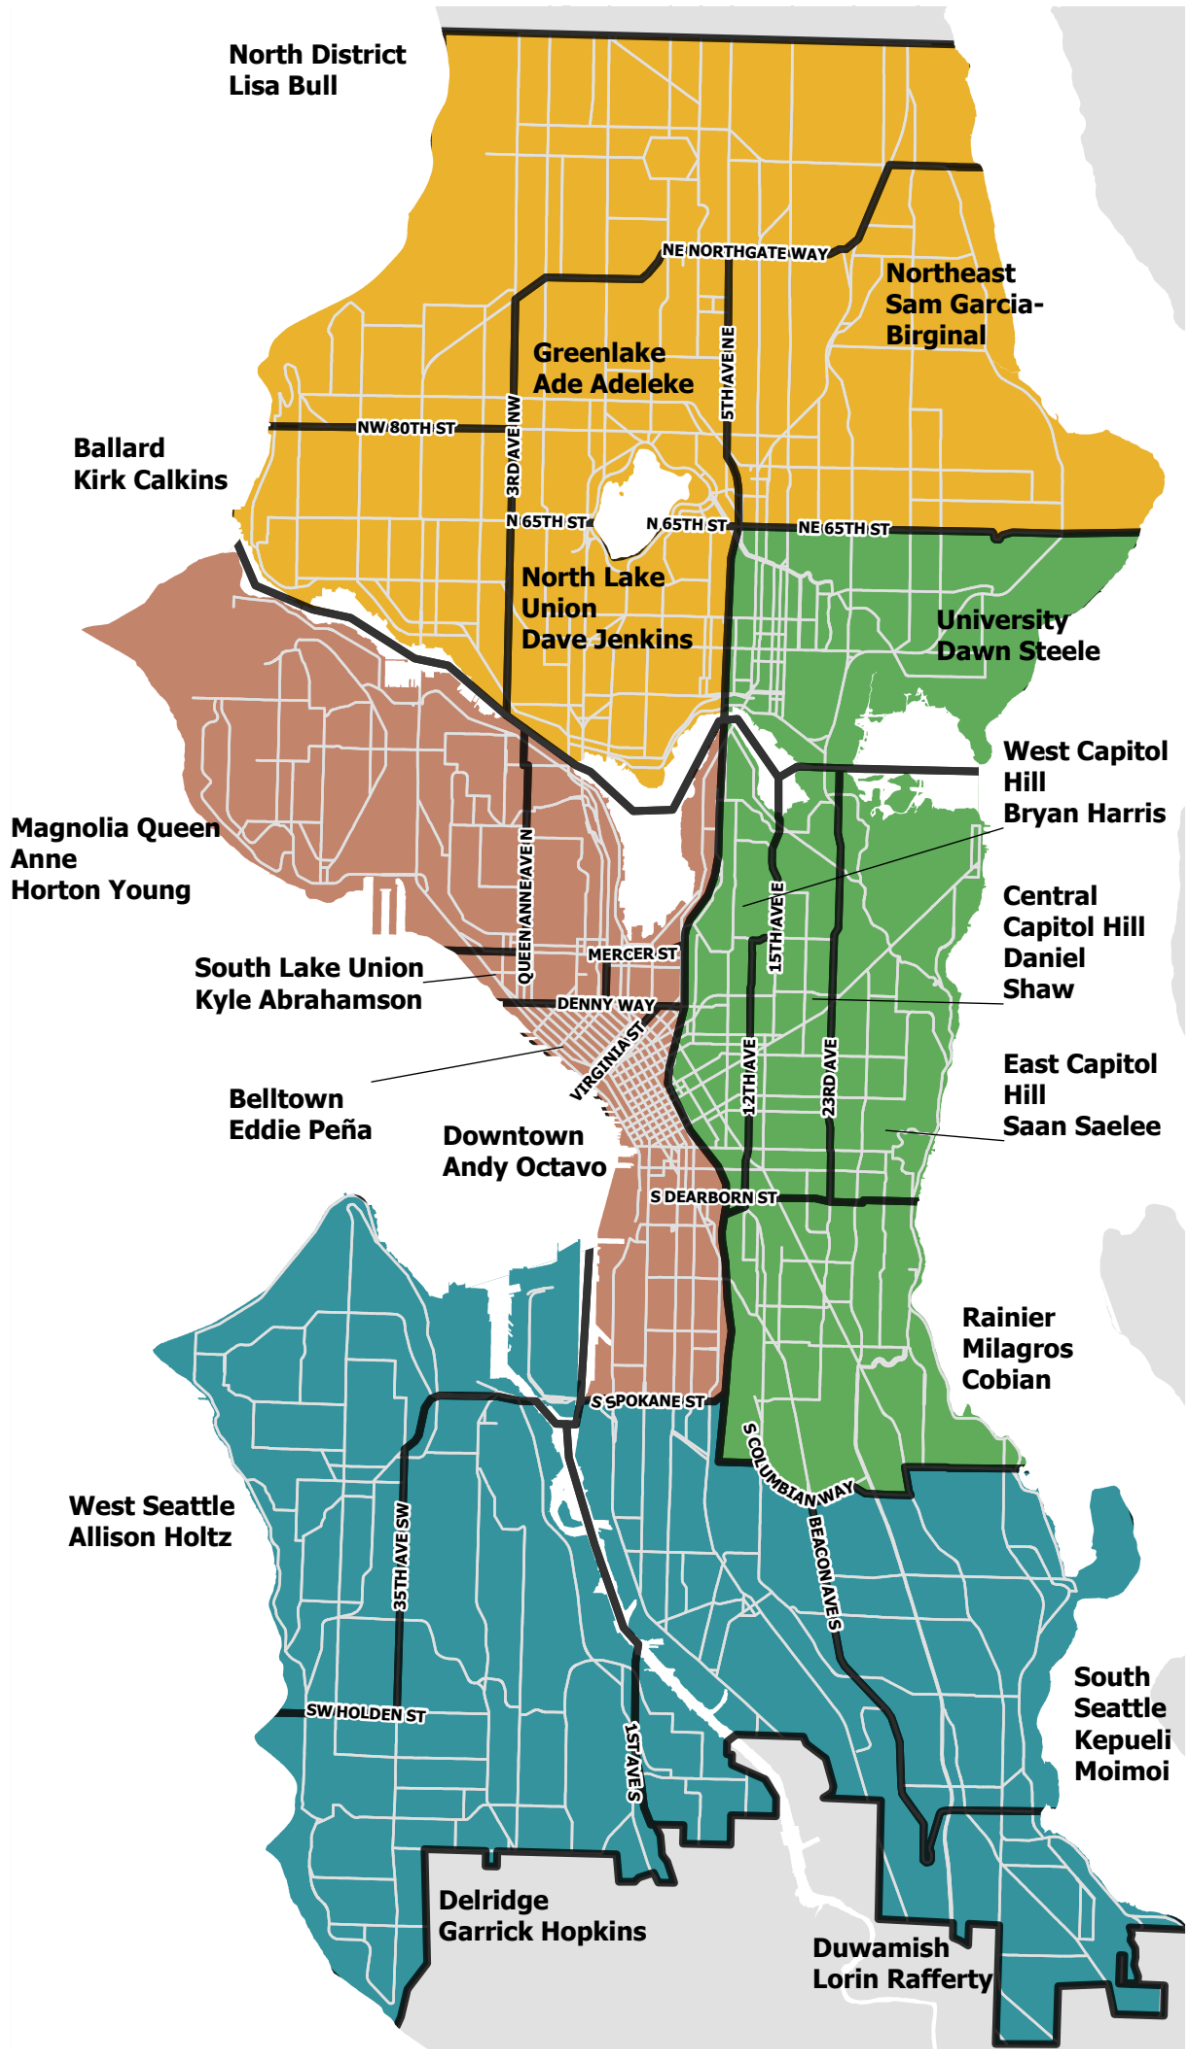 North District
Lisa Bull
NE NORTHGATE WAY
Northeast
Sam Garcia-
Birginal
Greenlake
Ade Adeleke
5TH AVE NE
3RD AVE NW
NW 80TH ST
Ballard
Kirk Calkins
N 65TH ST
N 65TH ST
NE 65TH ST
North Lake
Union
Dave Jenkins
University
Dawn Steele
West Capitol
Hill
Bryan Harris
Magnolia Queen
Anne
Horton Young
QUEEN ANNE AVE N
15TH AVE E
Central
Capitol Hill
Daniel
Shaw
MERCER ST
South Lake Union
Kyle Abrahamson
DENNY WAY
VIRGINIA ST
12TH AVE
23RD AVE
East Capitol
Hill
Saan Saelee
Belltown
Eddie Peña
Downtown
Andy Octavo
S DEARBORN ST
Rainier
Milagros
Cobian
S SPOKANE ST
S COLUMBIAN WAY
West Seattle
Allison Holtz
35TH AVE SW
BEACON AVE S
South
Seattle
Kepueli
Moimoi
SW HOLDEN ST
1ST AVE S
Delridge
Garrick Hopkins
Duwamish
Lorin Rafferty